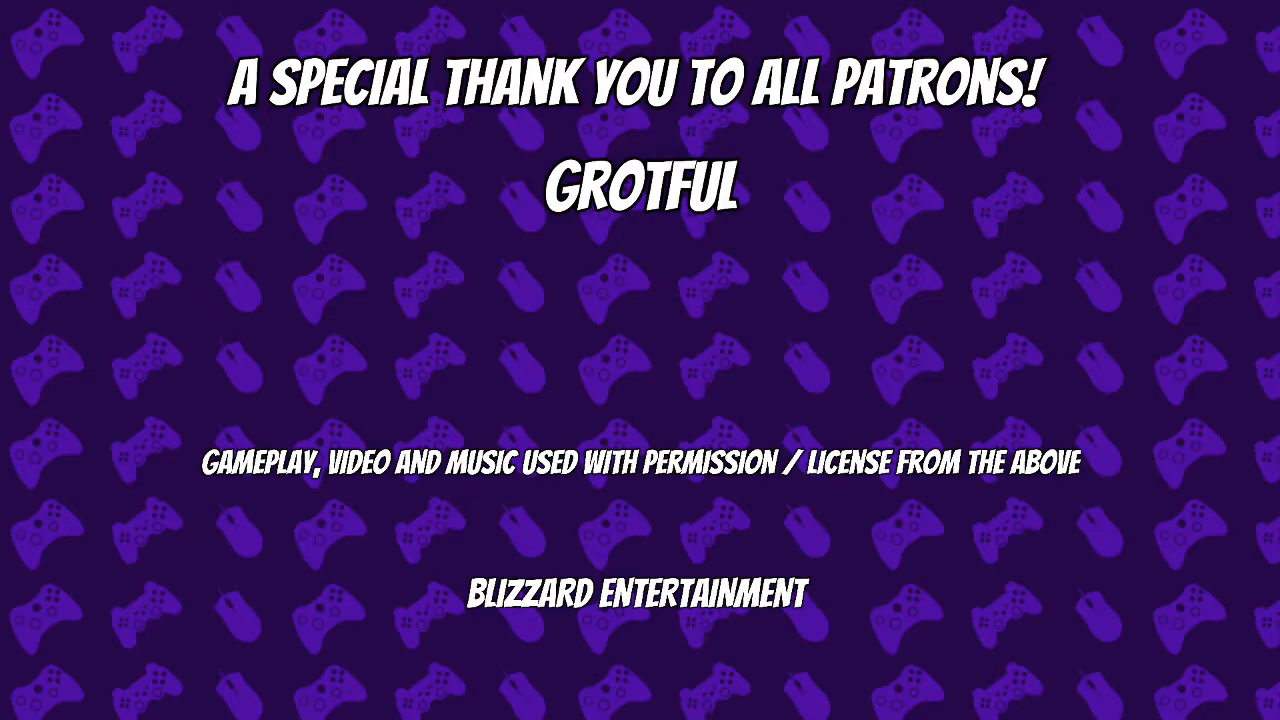 A SPECIAL THANK YOU TO ALL PATRONS!
GROTFUL
GAMEPLAY, VIDEO AND MUSIC USED WITH PERMISSION / LICENSE FROM THE ABOVE
BLIZZARD ENTERTAINMENT